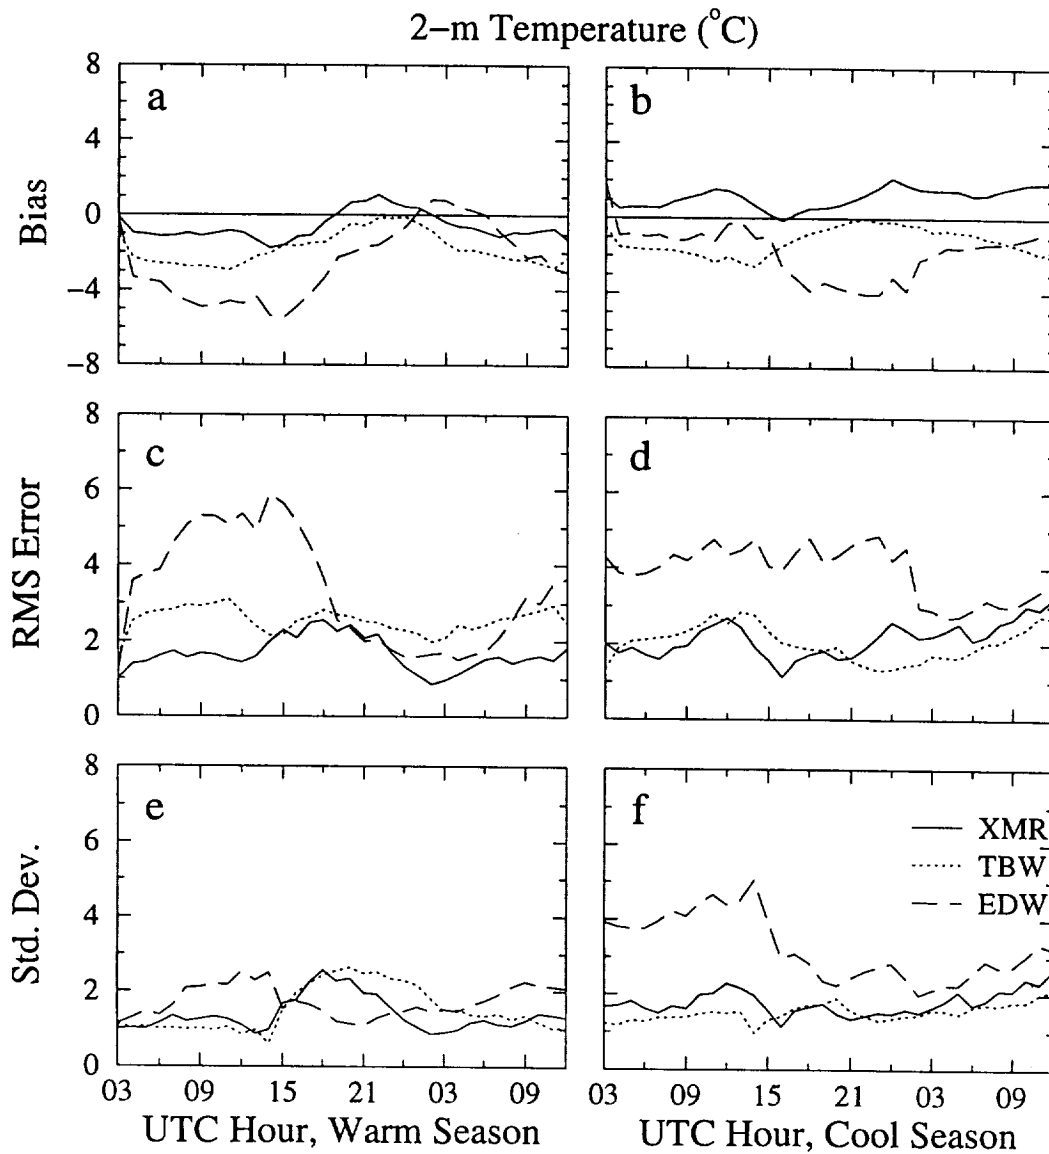 2-m Temperature (°C)
8
4
0
-4
-8
Bias
a
b
8
6
4
2
0
RMS Error
c
d
8
6
4
2
0
Std. Dev.
e
f
XMR
TBW
EDW
03 09 15 21 03 09
03 09 15 21 03 09
UTC Hour, Warm Season
UTC Hour, Cool Season